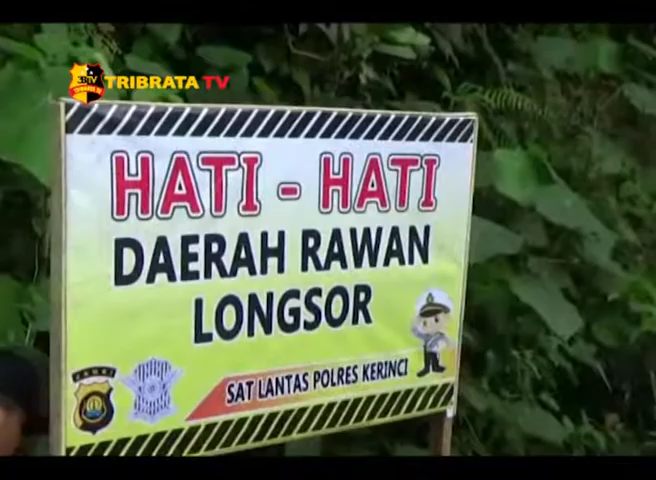 TRIBRATA TV
HATI - HATI
DAERAH RAWAN
LONGSOR
SAT LANTAS POLRES KERINCI